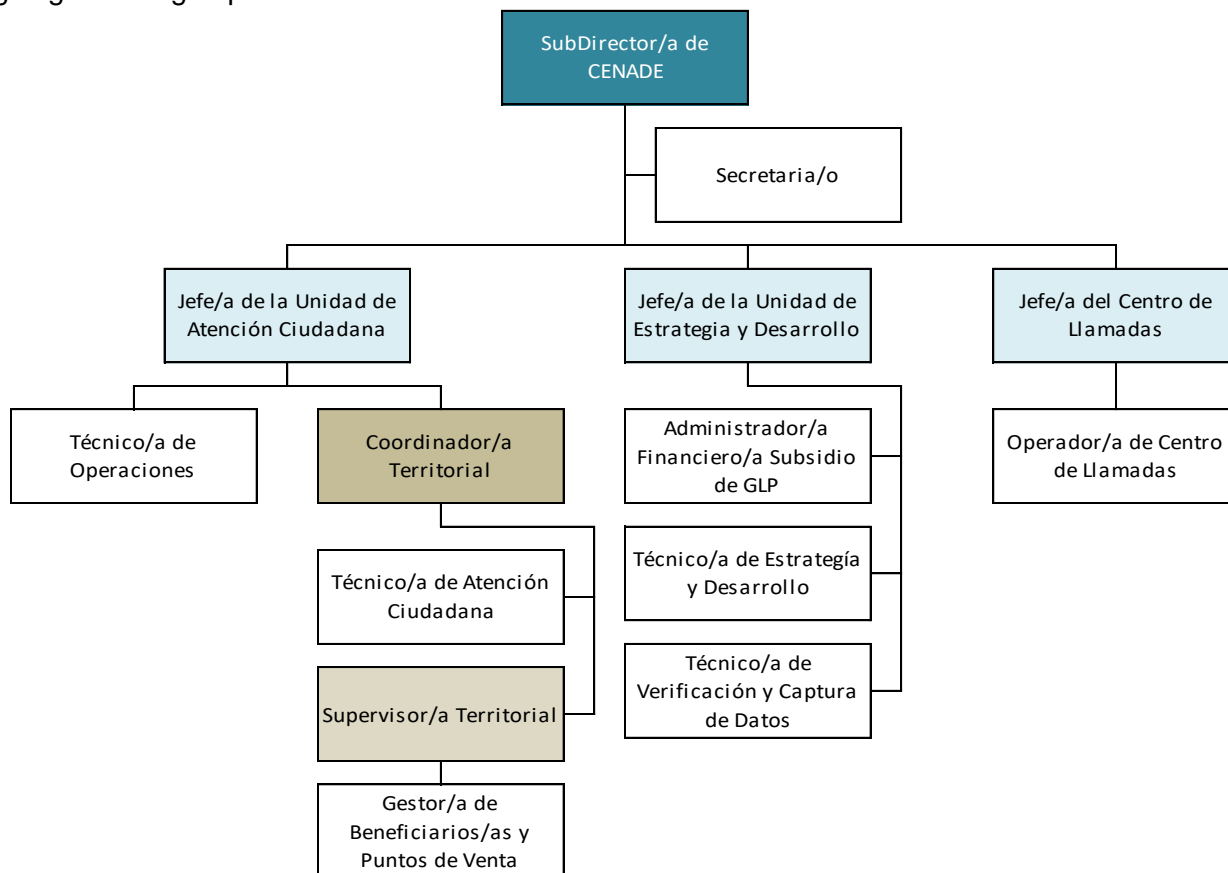 SubDirector/a de
CENADE
Secretaria/o
Jefe/a de la Unidad de
Atención Ciudadana
Jefe/a de la Unidad de
Estrategia y Desarrollo
Jefe/a del Centro de
Llamadas
Técnico/a de
Operaciones
Coordinador/a
Territorial
Administrador/a
Financiero/a Subsidio
de GLP
Operador/a de Centro
de Llamadas
Técnico/a de Atención
Ciudadana
Técnico/a de Estrategía
y Desarrollo
Supervisor/a Territorial
Técnico/a de
Verificación y Captura
de Datos
Gestor/a de
Beneficiarios/as y
Puntos de Venta